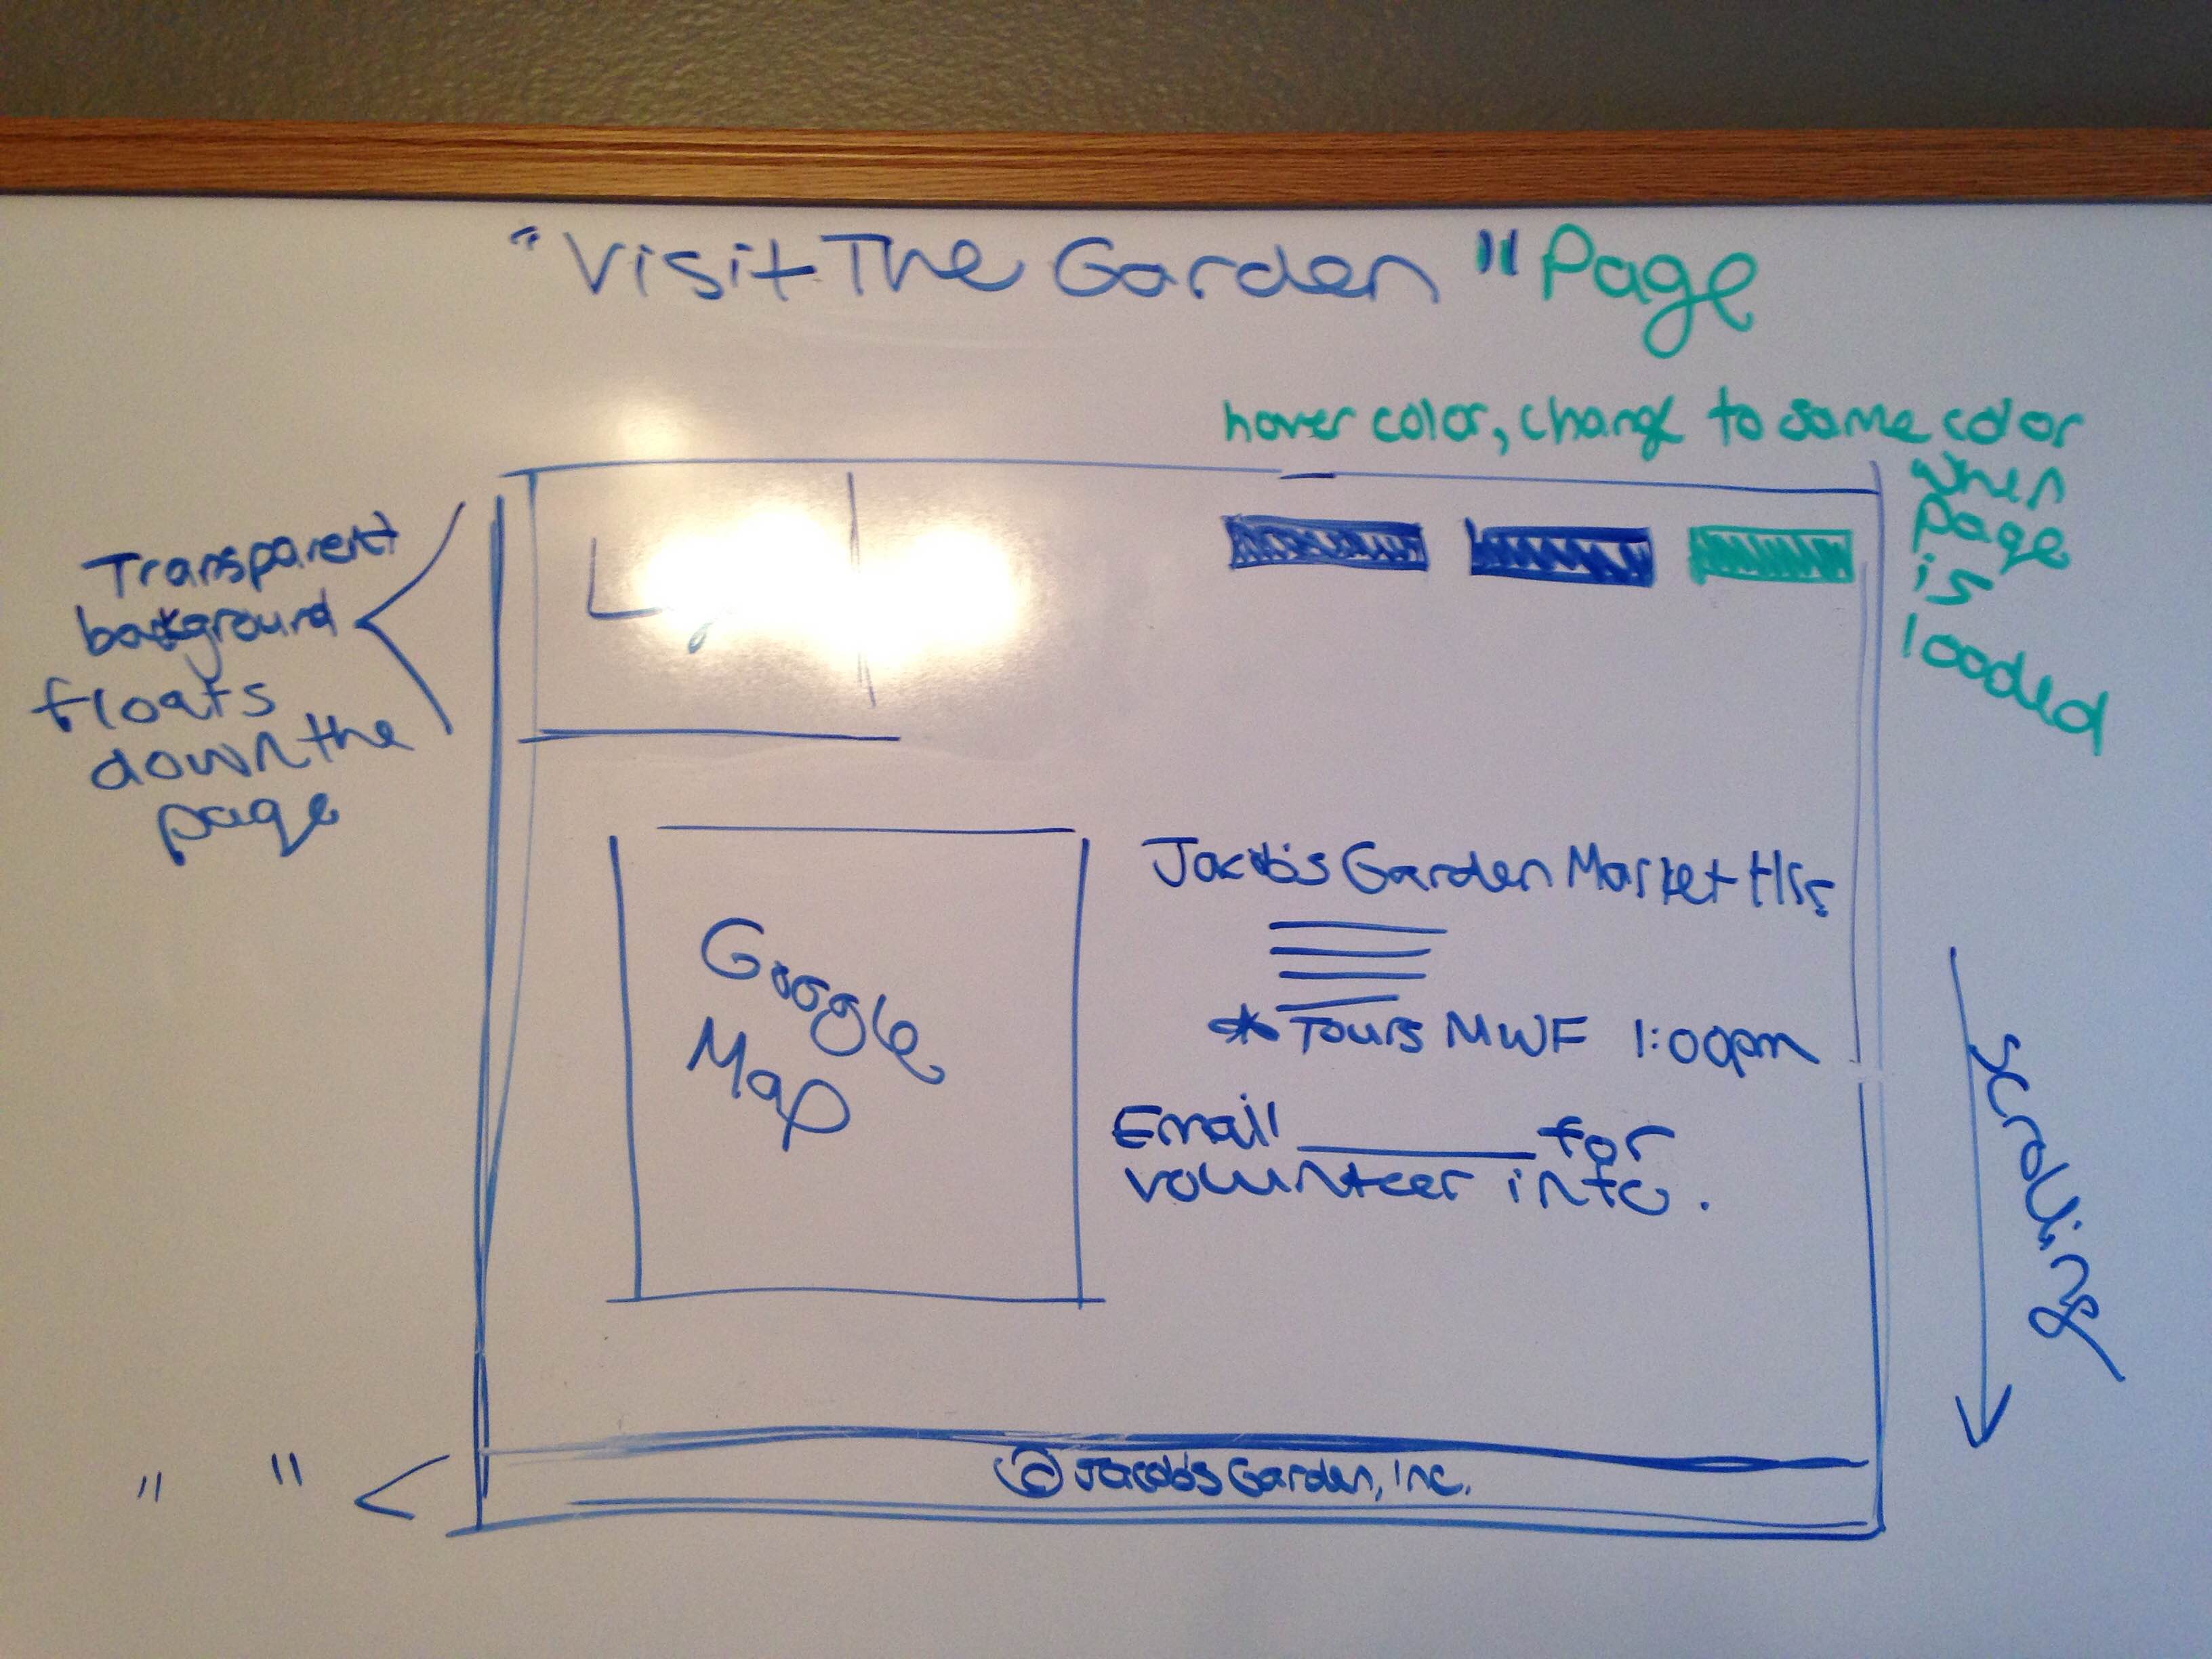 "Visit The Garden" Page
hover color, change to same color
when
page
is
loaded
Transparent
background
floats
down the
page
Jacob's Garden Market Hrs
Google
Map
* Tours MWF 1:00pm
Email ______ for
volunteer info.
scrolling
" "
© Jacob's Garden, Inc.